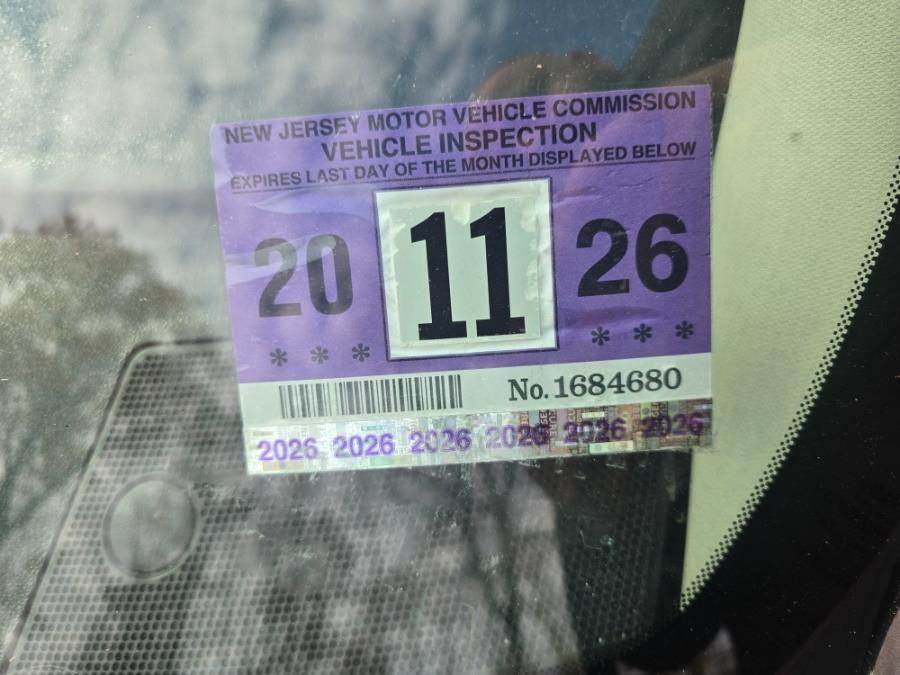 NEW JERSEY MOTOR VEHICLE COMMISSION
VEHICLE INSPECTION
EXPIRES LAST DAY OF THE MONTH DISPLAYED BELOW
20 11 26
* * * * * *
No. 1684680
2026 2026 2026 2026 2026 2026